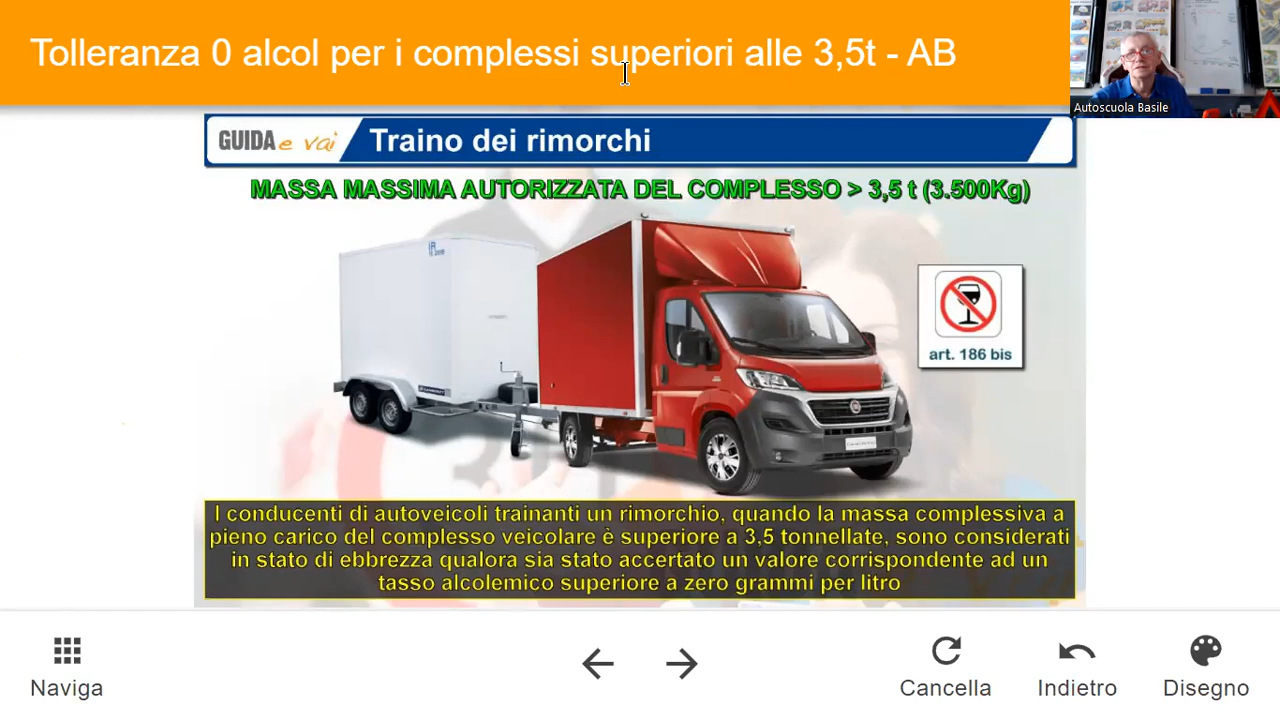 Tolleranza 0 alcol per i complessi superiori alle 3,5t - AB
Autoscuola Basile
GUIDA e vai
Traino dei rimorchi
MASSA MASSIMA AUTORIZZATA DEL COMPLESSO > 3,5 t (3.500Kg)
art. 186 bis
I conducenti di autoveicoli trainanti un rimorchio, quando la massa complessiva a
pieno carico del complesso veicolare è superiore a 3,5 tonnellate, sono considerati
in stato di ebbrezza qualora sia stato accertato un valore corrispondente ad un
tasso alcolemico superiore a zero grammi per litro
Naviga
Cancella
Indietro
Disegno